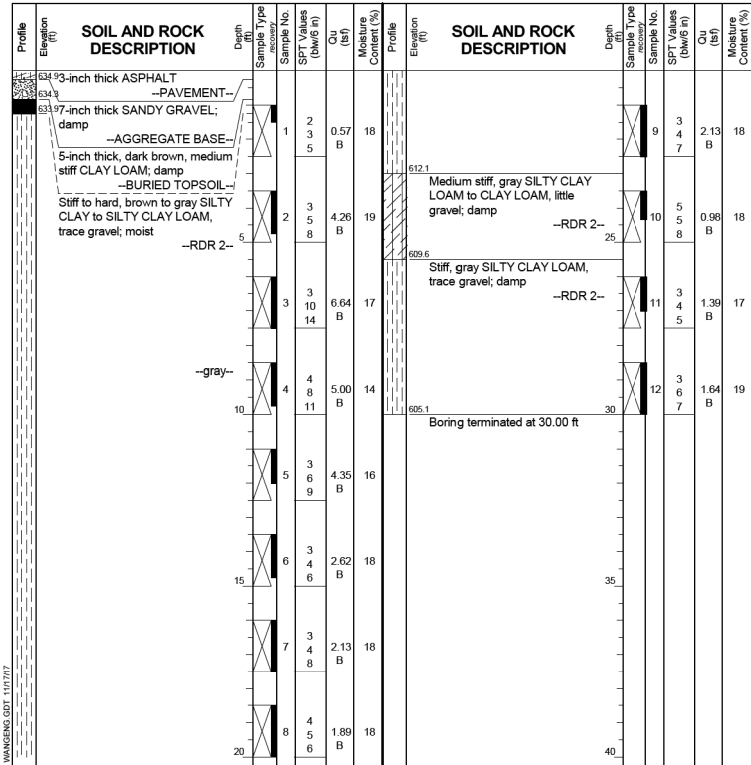 Profile
Elevation
(ft)
SOIL AND ROCK
DESCRIPTION
Depth
(ft)
Sample Type
recovery
Sample No.
SPT Values
(blw/6 in)
Qu
(tsf)
Moisture
Content (%)
634.9 3-inch thick ASPHALT
--PAVEMENT--
634.3
633.9 7-inch thick SANDY GRAVEL;
damp
--AGGREGATE BASE--
5-inch thick, dark brown, medium
stiff CLAY LOAM; damp
--BURIED TOPSOIL--
Stiff to hard, brown to gray SILTY
CLAY to SILTY CLAY LOAM,
trace gravel; moist
--RDR 2--
1
2
3
5
0.57
B
18
5
2
3
5
8
4.26
B
19
3
3
10
14
6.64
B
17
--gray--
10
4
4
8
11
5.00
B
14
5
3
6
9
4.35
B
16
15
6
3
4
6
2.62
B
18
7
3
4
8
2.13
B
18
20
8
4
5
6
1.89
B
18
WANGENG.GDT 11/17/17
Profile
Elevation
(ft)
SOIL AND ROCK
DESCRIPTION
Depth
(ft)
Sample Type
recovery
Sample No.
SPT Values
(blw/6 in)
Qu
(tsf)
Moisture
Content (%)
9
3
4
7
2.13
B
18
612.1
Medium stiff, gray SILTY CLAY
LOAM to CLAY LOAM, little
gravel; damp
--RDR 2--
25
10
5
5
8
0.98
B
18
609.6
Stiff, gray SILTY CLAY LOAM,
trace gravel; damp
--RDR 2--
11
3
4
5
1.39
B
17
12
3
6
7
1.64
B
19
605.1
30
Boring terminated at 30.00 ft
35
40